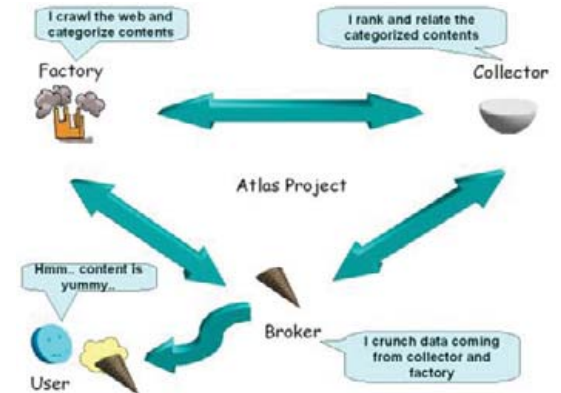 I crawl the web and
categorize contents
I rank and relate the
categorized contents
Factory
Collector
Atlas Project
Hmm.. content is
yummy..
Broker
I crunch data coming
from collector and
factory
User